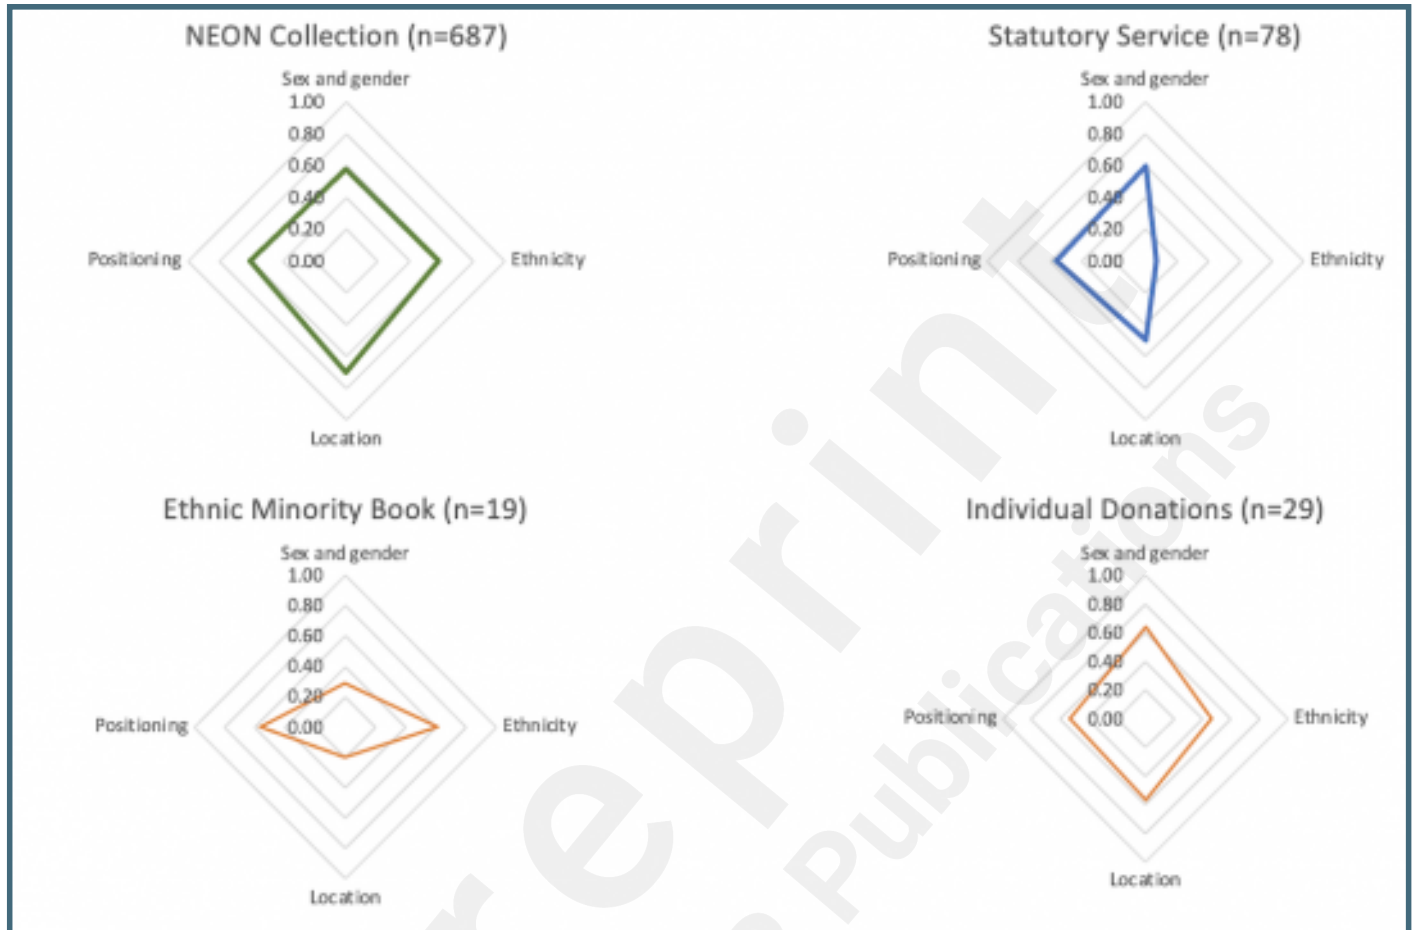 NEON Collection (n=687)
Sex and gender
1.00
0.80
0.60
0.40
0.20
0.00
Positioning
Ethnicity
Location
Statutory Service (n=78)
Sex and gender
1.00
0.80
0.60
0.40
0.20
0.00
Positioning
Ethnicity
Location
Ethnic Minority Book (n=19)
Sex and gender
1.00
0.80
0.60
0.40
0.20
0.00
Positioning
Ethnicity
Location
Individual Donations (n=29)
Sex and gender
1.00
0.80
0.60
0.40
0.20
0.00
Positioning
Ethnicity
Location
reprint
Publications